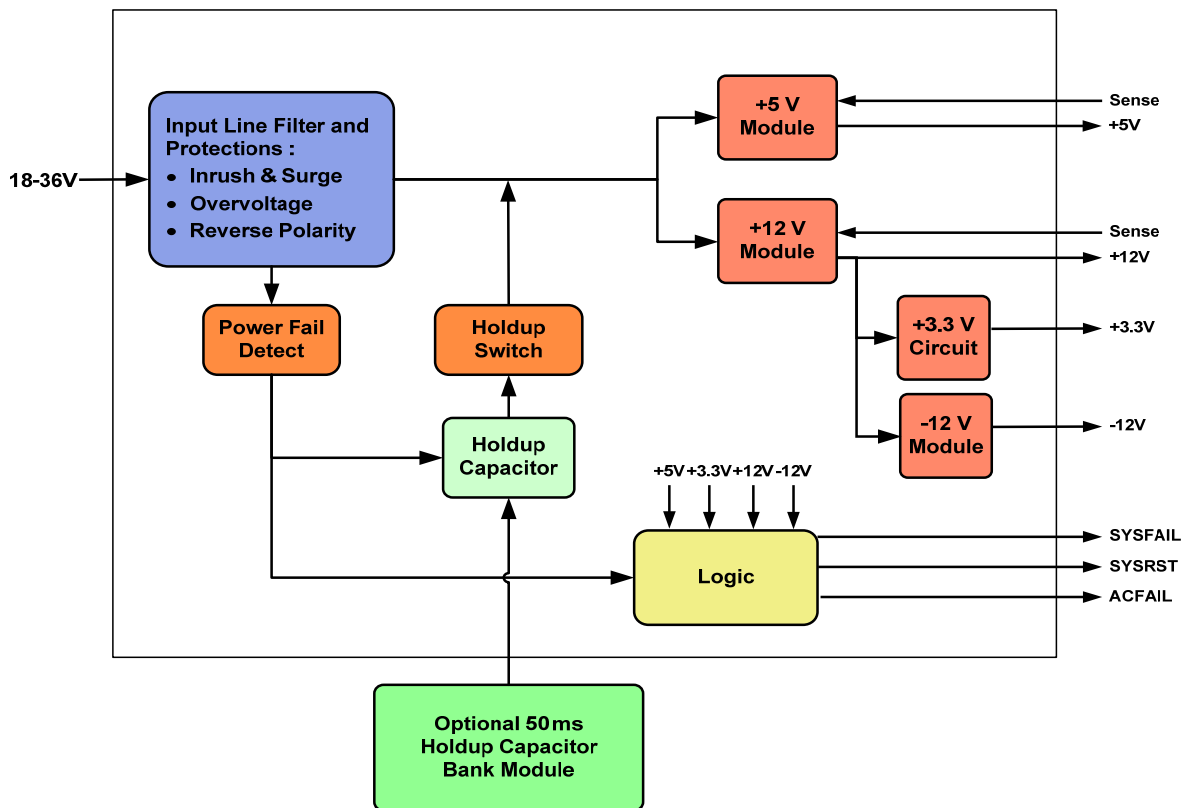 18-36V
Input Line Filter and
Protections :
• Inrush & Surge
• Overvoltage
• Reverse Polarity
+5 V
Module
Sense
+5V
+12 V
Module
Sense
+12V
Power Fail
Detect
Holdup
Switch
+3.3 V
Circuit
+3.3V
Holdup
Capacitor
-12 V
Module
-12V
+5V +3.3V +12V -12V
Logic
SYSFAIL
SYSRST
ACFAIL
Optional 50ms
Holdup Capacitor
Bank Module